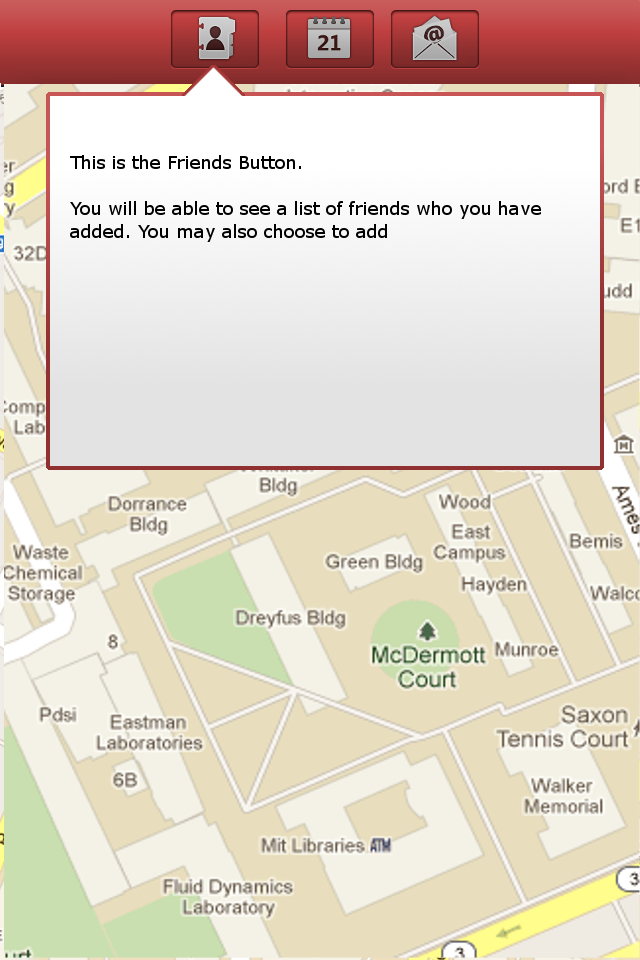 21
@
This is the Friends Button.
You will be able to see a list of friends who you have
added. You may also choose to add
32D
E1
Bldg
Dorrance
Bldg
Wood
East
Campus
Ames
Waste
Chemical
Storage
Green Bldg
Bemis
Hayden
Dreyfus Bldg
8
McDermott
Court
Munroe
Pdsi
Eastman
Laboratories
Saxon
Tennis Court
6B
Walker
Memorial
Mit Libraries ATM
Fluid Dynamics
Laboratory
3
3